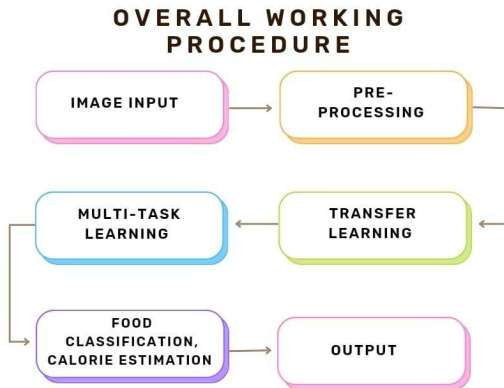 OVERALL WORKING
PROCEDURE
IMAGE INPUT
PRE-
PROCESSING
TRANSFER
LEARNING
MULTI-TASK
LEARNING
FOOD
CLASSIFICATION,
CALORIE ESTIMATION
OUTPUT